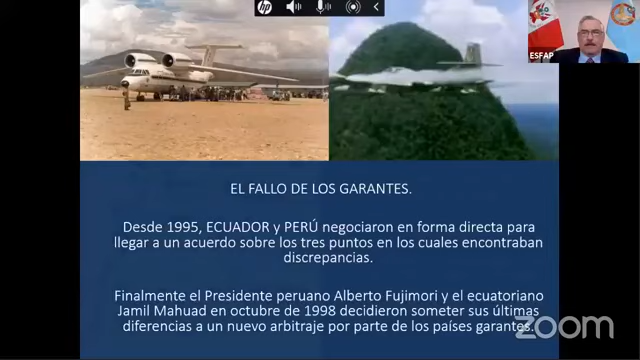 hp
ESFAP
EL FALLO DE LOS GARANTES.
Desde 1995, ECUADOR y PERÚ negociaron en forma directa para
llegar a un acuerdo sobre los tres puntos en los cuales encontraban
discrepancias.
Finalmente el Presidente peruano Alberto Fujimori y el ecuatoriano
Jamil Mahuad en octubre de 1998 decidieron someter sus últimas
diferencias a un nuevo arbitraje por parte de los países garantes.
zoom